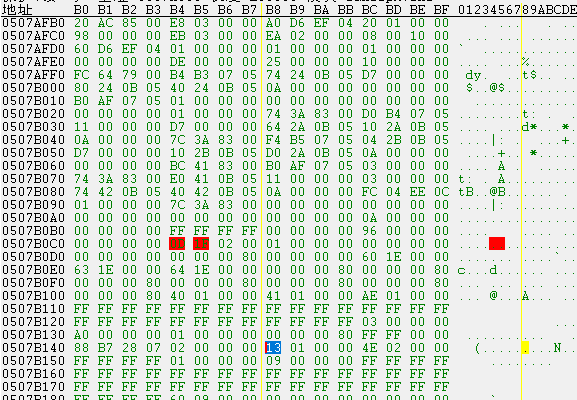 地址 B0 B1 B2 B3 B4 B5 B6 B7 B8 B9 BA BB BC BD BE BF 0123456789ABCDE
0507AFB0 20 AC 85 00 E8 03 00 00 A0 D6 EF 04 20 01 00 00
0507AFC0 98 00 00 00 EB 03 00 00 EA 02 00 00 08 00 10 00
0507AFD0 60 D6 EF 04 01 00 00 00 01 00 00 00 01 00 00 00 `
0507AFE0 00 00 00 00 DE 00 00 00 25 00 00 00 10 00 00 00 %
0507AFF0 FC 64 79 00 B4 B3 07 05 74 24 0B 05 D7 00 00 00 dy t$
0507B000 80 24 0B 05 40 24 0B 05 0A 00 00 00 00 00 00 00 $ @$
0507B010 B0 AF 07 05 01 00 00 00 00 00 00 00 00 00 00 00
0507B020 00 00 00 00 01 00 00 00 74 3A 83 00 D0 B4 07 05 t:
0507B030 11 00 00 00 D7 00 00 00 64 2A 0B 05 10 2A 0B 05 d* *
0507B040 0A 00 00 00 7C 3A 83 00 F4 B5 07 05 04 2B 0B 05 |: +
0507B050 D7 00 00 00 10 2B 0B 05 D0 2A 0B 05 0A 00 00 00 + *
0507B060 00 00 00 00 BC 41 83 00 B0 AF 07 05 03 00 00 00 A
0507B070 74 3A 83 00 E0 41 0B 05 11 00 07 05 03 00 00 00 t: A
0507B080 74 42 0B 05 40 42 0B 05 0A 00 00 00 FC 04 EE 0C tB @B
0507B090 01 00 00 00 7C 3A 83 00 00 00 00 00 00 00 00 00 |:
0507B0A0 00 00 00 00 00 00 00 00 00 00 00 00 0A 00 00 00
0507B0B0 00 00 00 00 FF FF FF FF 00 00 00 00 96 00 00 00
0507B0C0 00 00 00 00 02 00 01 00 00 00 00 00 00 00
0507B0D0 00 00 00 00 00 00 00 80 00 00 00 00 60 1E 00 00 `
0507B0E0 63 1E 00 00 64 1E 00 00 00 00 00 80 00 00 00 80 c d
0507B0F0 00 00 00 80 00 00 00 80 00 00 00 80 00 00 00 80
0507B100 00 00 00 80 40 01 00 00 41 01 00 00 AE 01 00 00 @ A
0507B110 FF FF FF FF FF FF FF FF FF FF FF FF FF FF FF FF
0507B120 FF FF FF FF FF FF FF FF FF FF FF FF 03 00 00 00
0507B130 A0 00 00 00 01 00 00 00 00 00 00 80 FF FF 00 00
0507B140 88 B7 28 07 02 00 00 00 13 01 00 00 4E 02 00 00 ( . N
0507B150 FF FF FF FF 00 00 00 00 09 00 00 00 FF FF FF FF
0507B160 FF FF FF FF FF FF FF FF FF FF FF FF FF FF FF FF
0507B170 FF FF FF FF FF FF FF FF FF FF FF FF FF FF FF FF